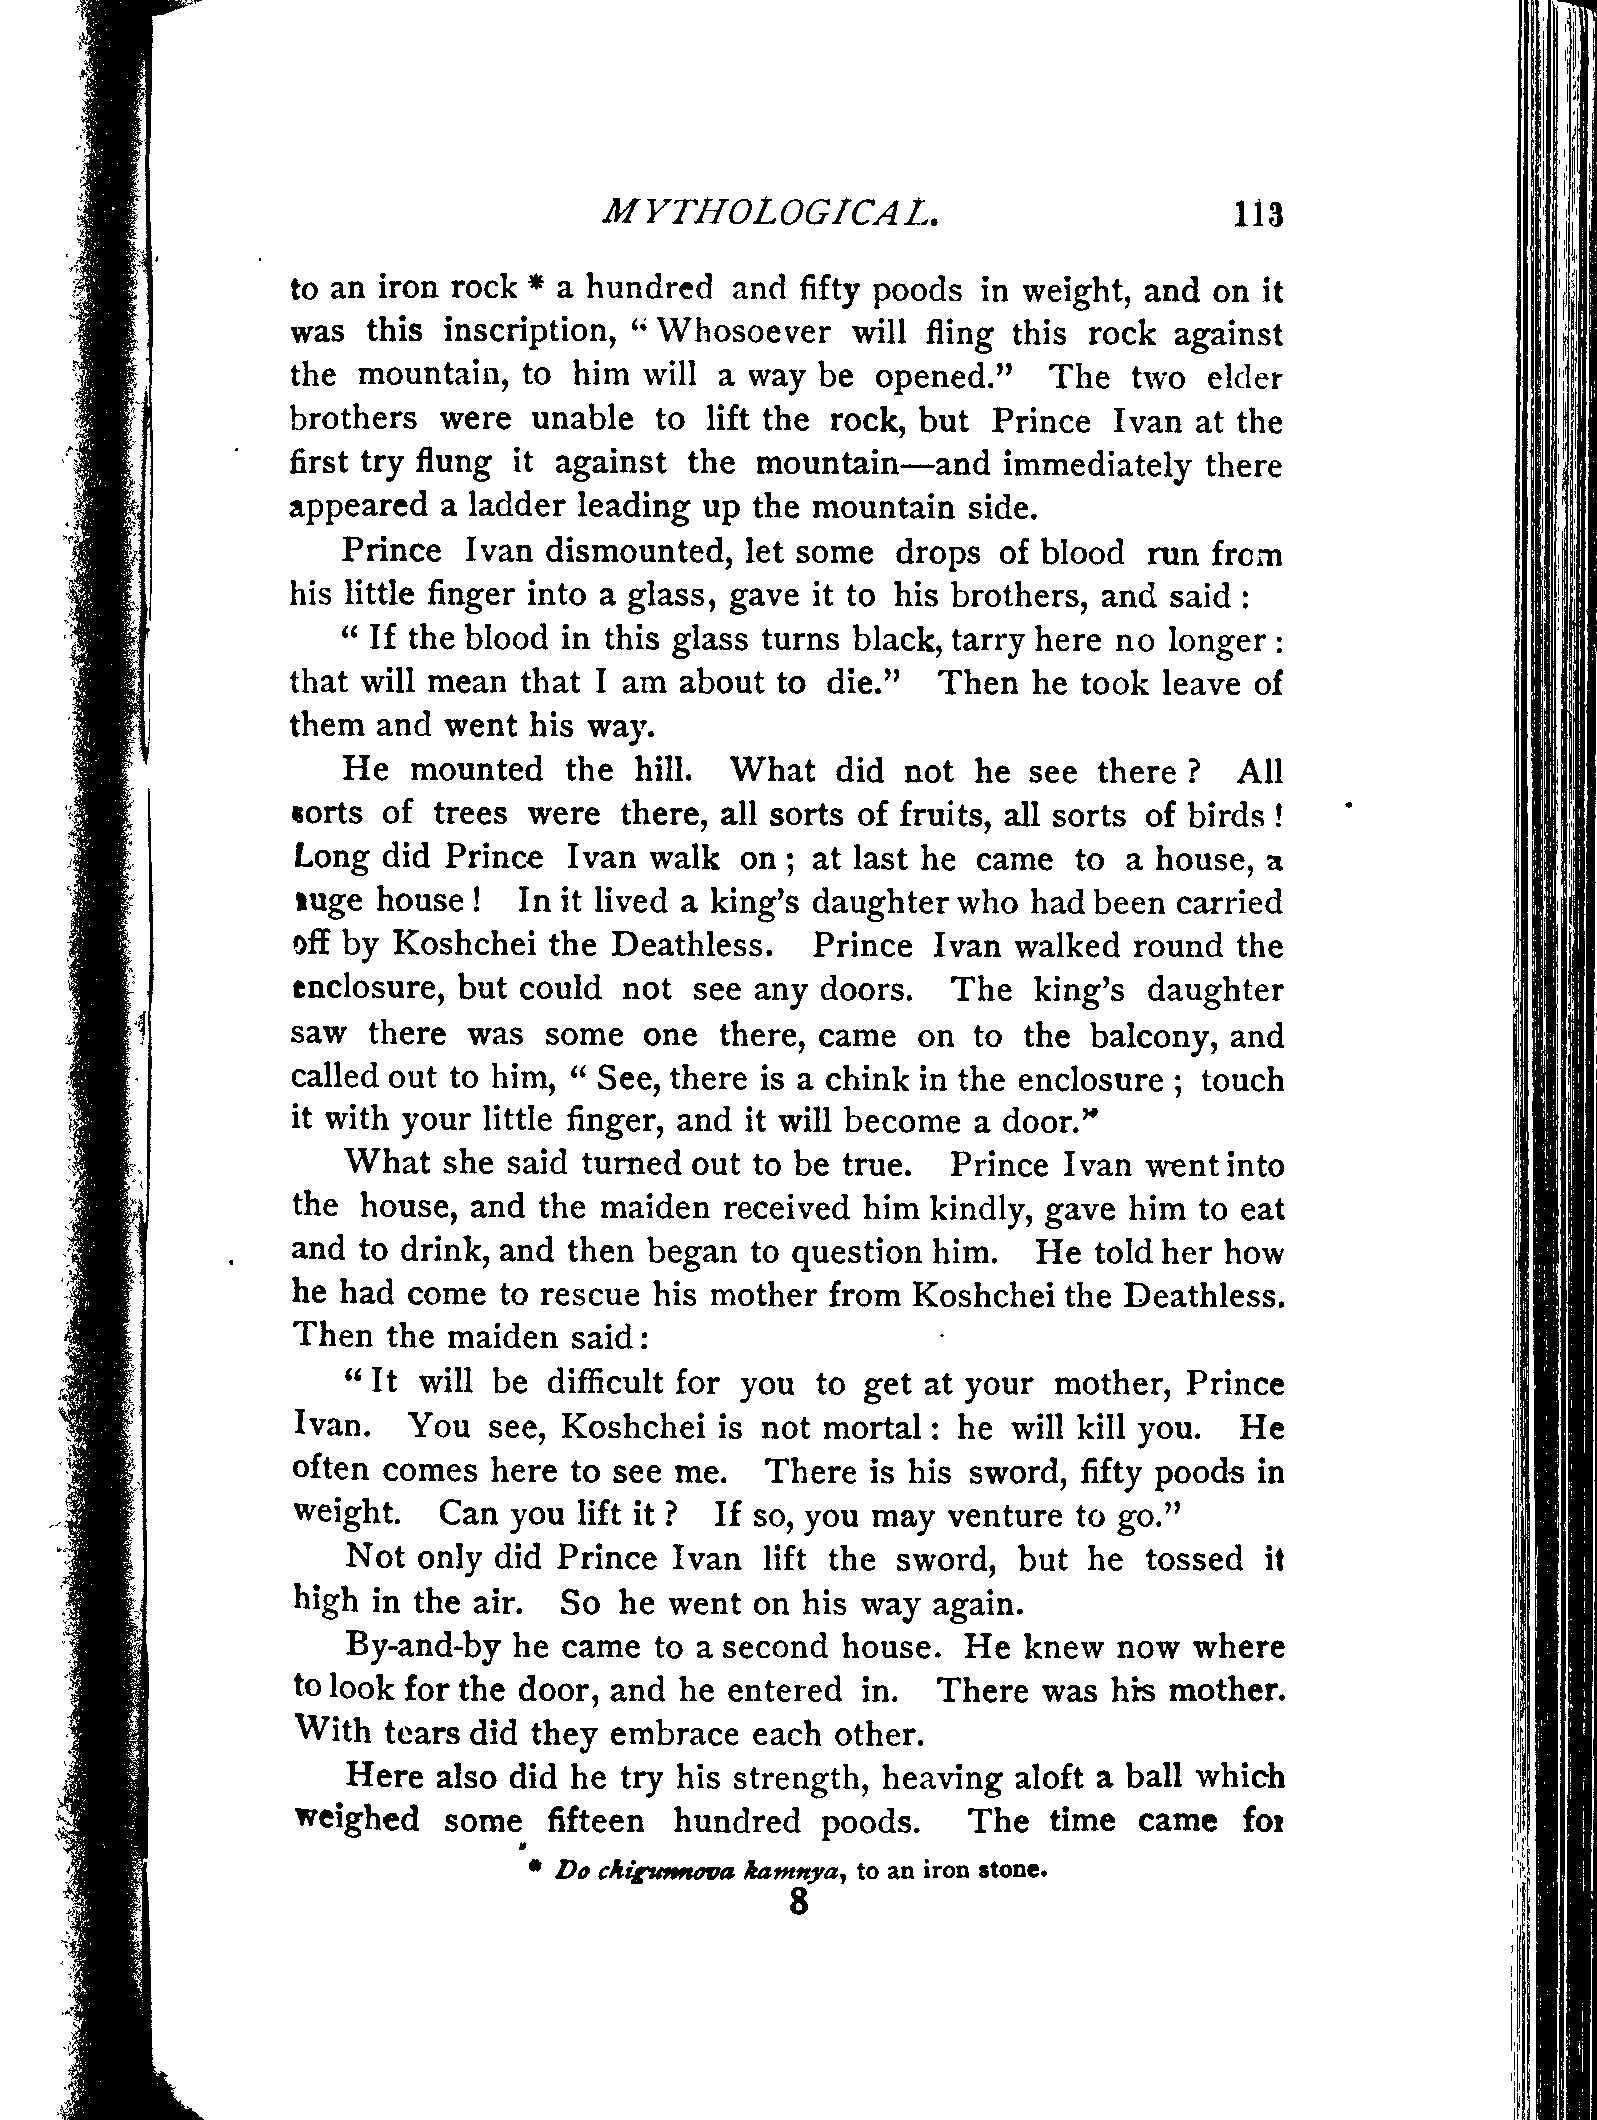 MYTHOLOGICAL. 113
to an iron rock * a hundred and fifty poods in weight, and on it
was this inscription, “ Whosoever will fling this rock against
the mountain, to him will a way be opened.” The two elder
brothers were unable to lift the rock, but Prince Ivan at the
first try flung it against the mountain—and immediately there
appeared a ladder leading up the mountain side.
Prince Ivan dismounted, let some drops of blood run from
his little finger into a glass, gave it to his brothers, and said :
“ If the blood in this glass turns black, tarry here no longer :
that will mean that I am about to die.” Then he took leave of
them and went his way.
He mounted the hill. What did not he see there ? All
sorts of trees were there, all sorts of fruits, all sorts of birds !
Long did Prince Ivan walk on ; at last he came to a house, a
huge house ! In it lived a king’s daughter who had been carried
off by Koshchei the Deathless. Prince Ivan walked round the
enclosure, but could not see any doors. The king’s daughter
saw there was some one there, came on to the balcony, and
called out to him, “ See, there is a chink in the enclosure ; touch
it with your little finger, and it will become a door.”
What she said turned out to be true. Prince Ivan went into
the house, and the maiden received him kindly, gave him to eat
and to drink, and then began to question him. He told her how
he had come to rescue his mother from Koshchei the Deathless.
Then the maiden said :
“ It will be difficult for you to get at your mother, Prince
Ivan. You see, Koshchei is not mortal : he will kill you. He
often comes here to see me. There is his sword, fifty poods in
weight. Can you lift it ? If so, you may venture to go.”
Not only did Prince Ivan lift the sword, but he tossed it
high in the air. So he went on his way again.
By-and-by he came to a second house. He knew now where
to look for the door, and he entered in. There was his mother.
With tears did they embrace each other.
Here also did he try his strength, heaving aloft a ball which
weighed some fifteen hundred poods. The time came for
* Do chigunnova kamnya, to an iron stone.
8